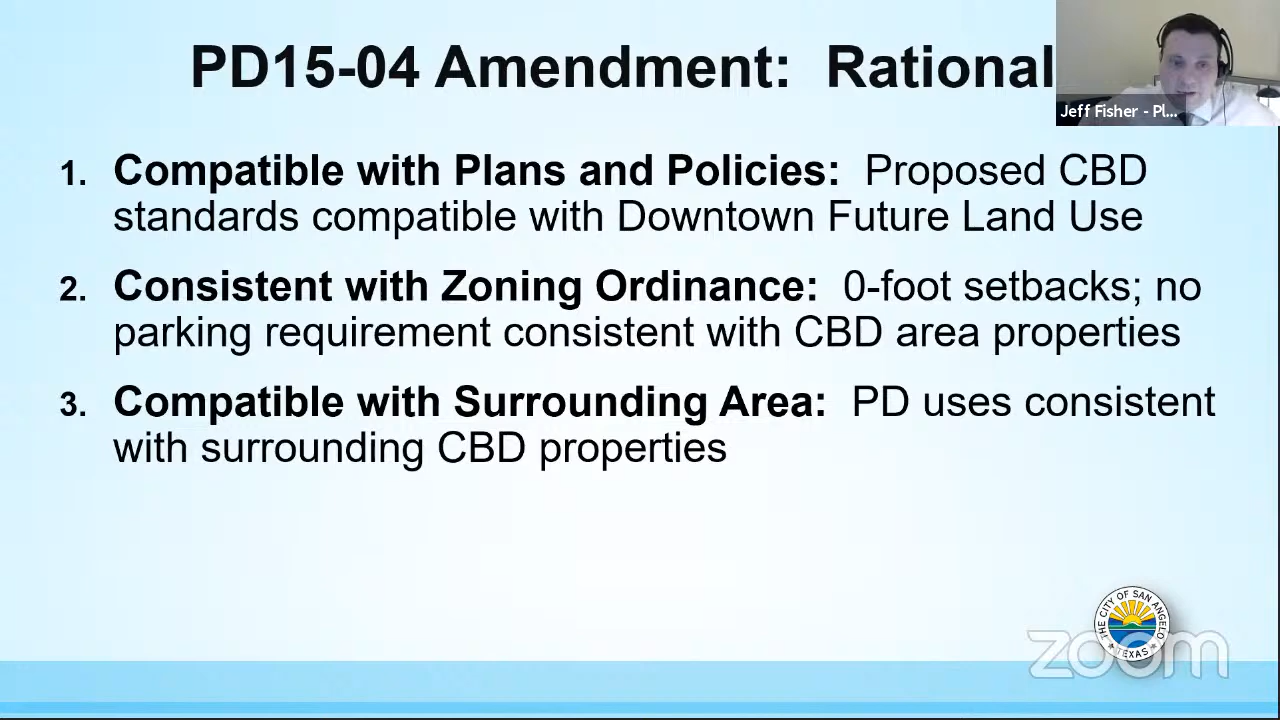 PD15-04 Amendment: Rational
Jeff Fisher - Pl...
1. Compatible with Plans and Policies: Proposed CBD
standards compatible with Downtown Future Land Use
2. Consistent with Zoning Ordinance: 0-foot setbacks; no
parking requirement consistent with CBD area properties
3. Compatible with Surrounding Area: PD uses consistent
with surrounding CBD properties
THE CITY OF SAN ANGELO
TEXAS
zoom